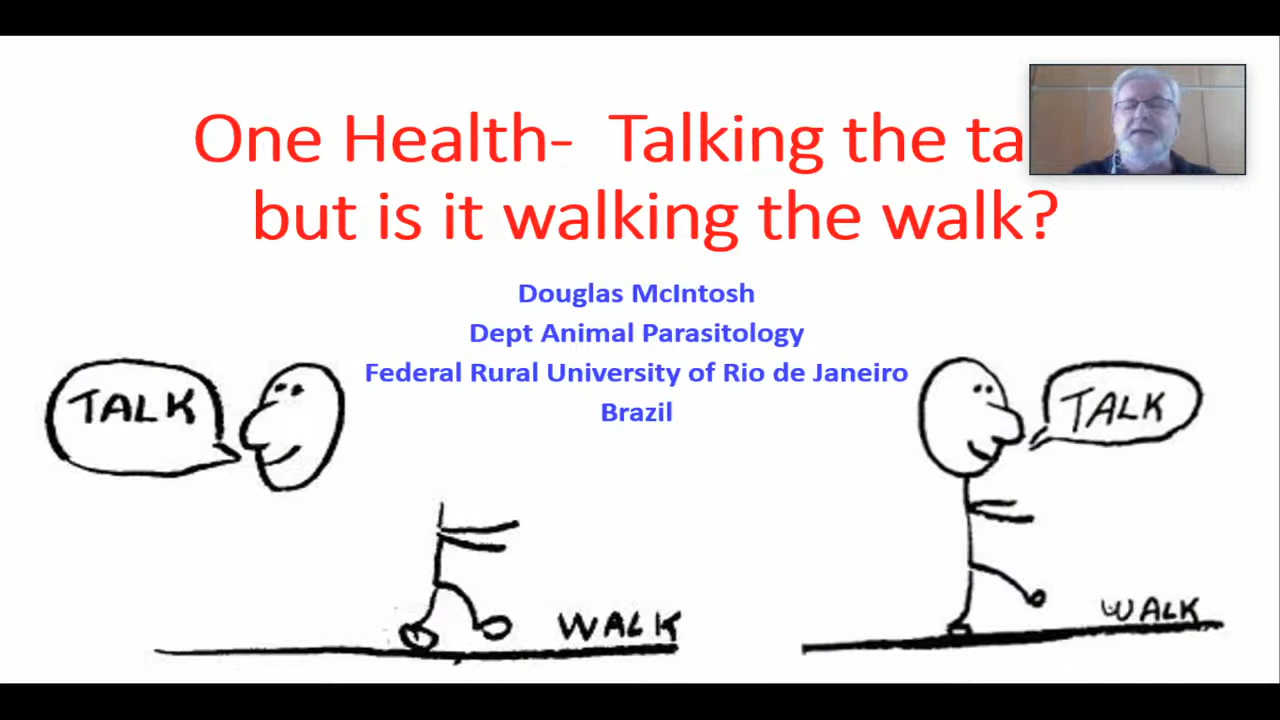 One Health- Talking the ta
but is it walking the walk?
Douglas McIntosh
Dept Animal Parasitology
Federal Rural University of Rio de Janeiro
Brazil
TALK
TALK
WALK
WALK